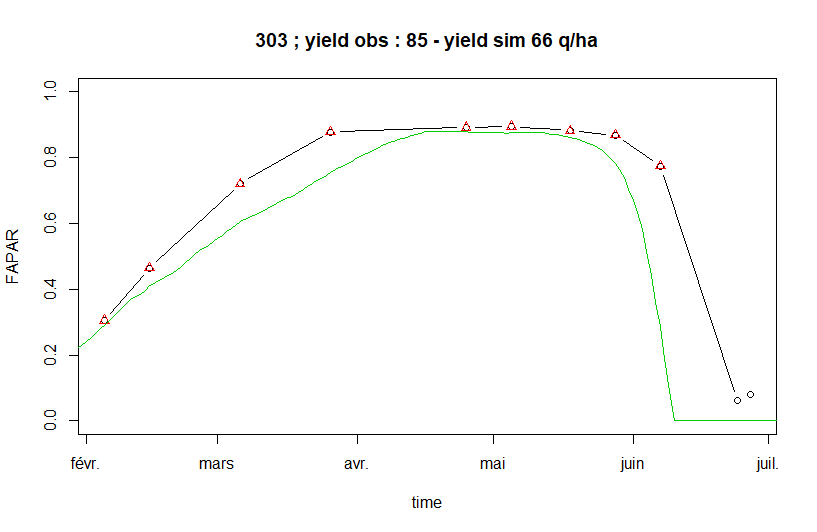 303 ; yield obs : 85 - yield sim 66 q/ha
FAPAR
1.0
0.8
0.6
0.4
0.2
0.0
févr. mars avr. mai juin juil.
time